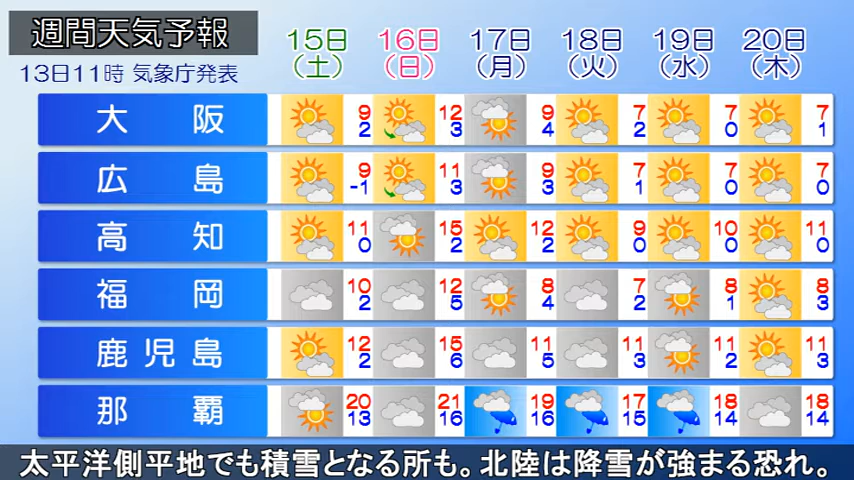 週間天気予報
13日11時 気象庁発表
15日 16日 17日 18日 19日 20日
(土) (日) (月) (火) (水) (木)
大阪 9 2 12 3 9 4 7 2 7 0 7 1
広島 9 -1 11 3 9 3 7 1 7 0 7 0
高知 11 0 15 2 12 2 9 0 10 0 11 0
福岡 10 2 12 5 8 4 7 2 8 1 8 3
鹿児島 12 2 15 6 11 5 11 3 11 2 11 3
那覇 20 13 21 16 19 16 17 15 18 14 18 14
太平洋側平地でも積雪となる所も。北陸は降雪が強まる恐れ。